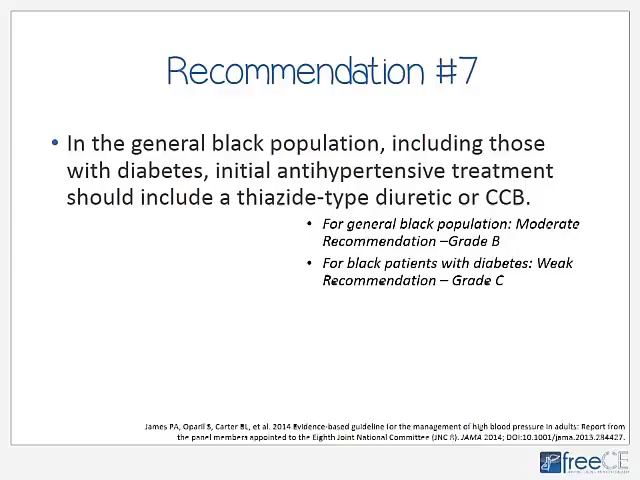 Recommendation #7
• In the general black population, including those
with diabetes, initial antihypertensive treatment
should include a thiazide-type diuretic or CCB.
• For general black population: Moderate
Recommendation –Grade B
• For black patients with diabetes: Weak
Recommendation – Grade C
James PA, Oparil S, Carter BL, et al. 2014 Evidence-based guideline for the management of high blood pressure in adults: Report from
the panel members appointed to the Eighth Joint National Committee (JNC 8). JAMA 2014; DOI:10.1001/jama.2013.284427.
freeCE